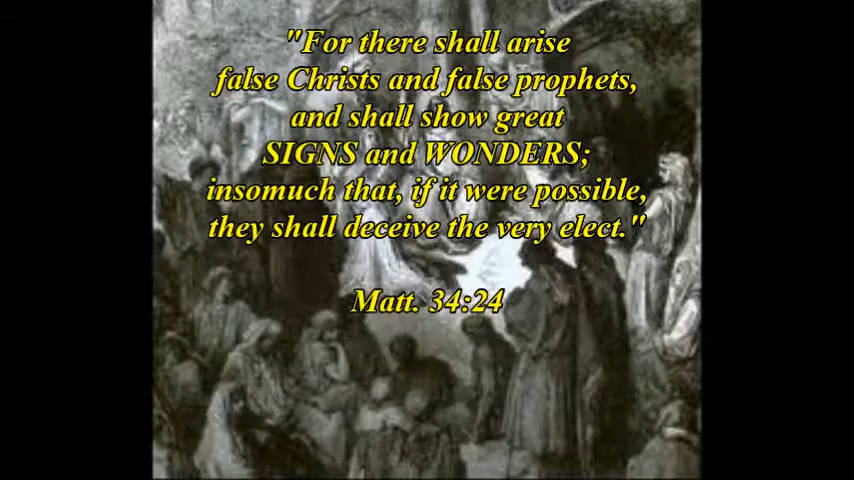 "For there shall arise
false Christs and false prophets,
and shall show great
SIGNS and WONDERS;
insomuch that, if it were possible,
they shall deceive the very elect."
Matt. 34:24